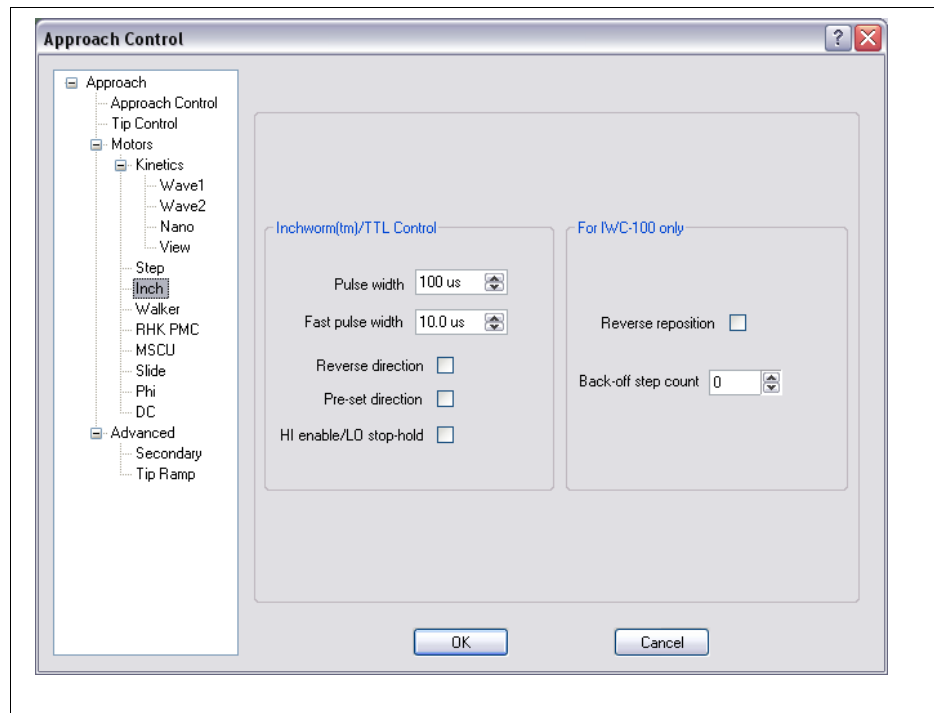 Approach Control
Approach
Approach Control
Tip Control
Motors
Kinetics
Wave1
Wave2
Nano
View
Step
Inch
Walker
RHK PMC
MSCU
Slide
Phi
DC
Advanced
Secondary
Tip Ramp
Inchworm(tm)/TTL Control
Pulse width 100 us
Fast pulse width 10.0 us
Reverse direction
Pre-set direction
HI enable/LO stop-hold
For IWC-100 only
Reverse reposition
Back-off step count 0
OK
Cancel